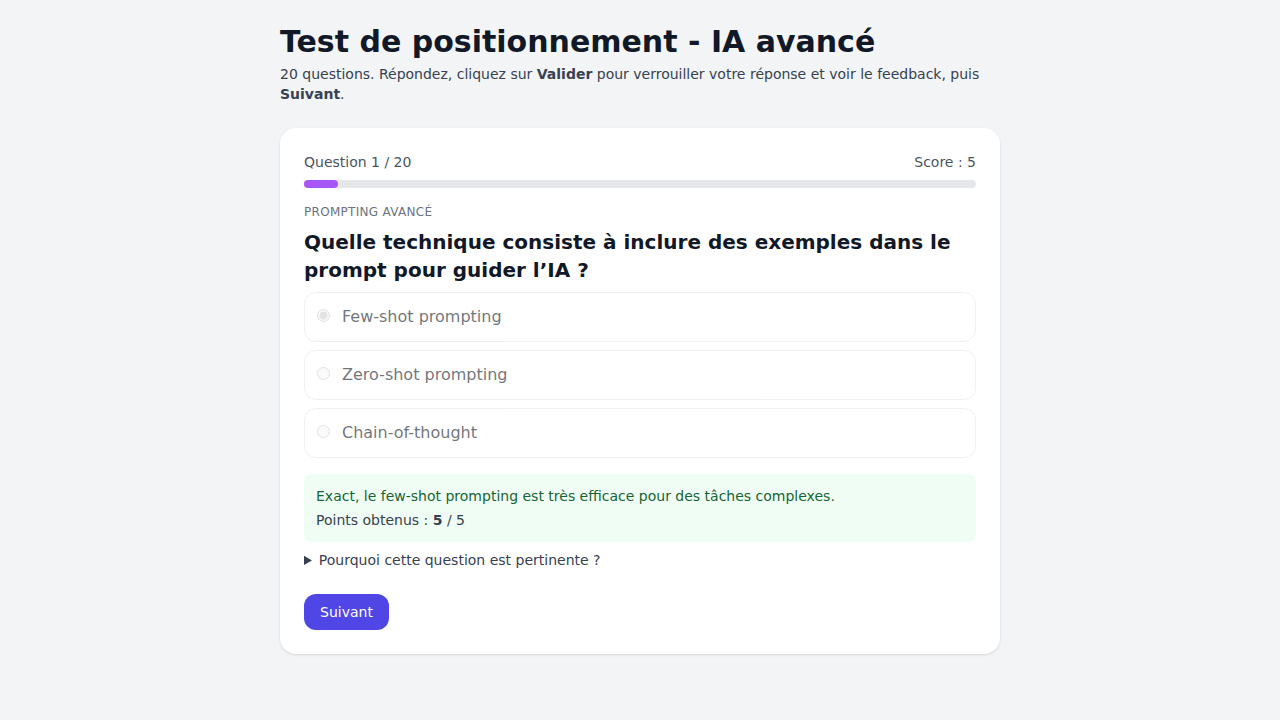 Test de positionnement - IA avancé
20 questions. Répondez, cliquez sur Valider pour verrouiller votre réponse et voir le feedback, puis
Suivant.
Question 1 / 20
Score : 5
PROMPTING AVANCÉ
Quelle technique consiste à inclure des exemples dans le
prompt pour guider l’IA ?
Few-shot prompting
Zero-shot prompting
Chain-of-thought
Exact, le few-shot prompting est très efficace pour des tâches complexes.
Points obtenus : 5 / 5
Pourquoi cette question est pertinente ?
Suivant